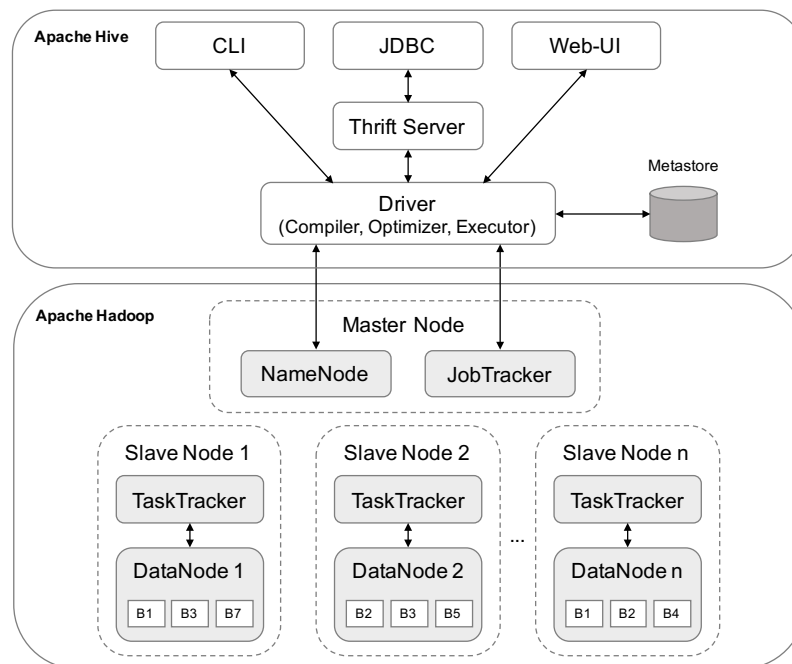 Apache Hive
CLI
JDBC
Web-UI
Thrift Server
Metastore
Driver
(Compiler, Optimizer, Executor)
Apache Hadoop
Master Node
NameNode
JobTracker
Slave Node 1
Slave Node 2
Slave Node n
TaskTracker
TaskTracker
TaskTracker
...
DataNode 1
DataNode 2
DataNode n
B1 B3 B7
B2 B3 B5
B1 B2 B4